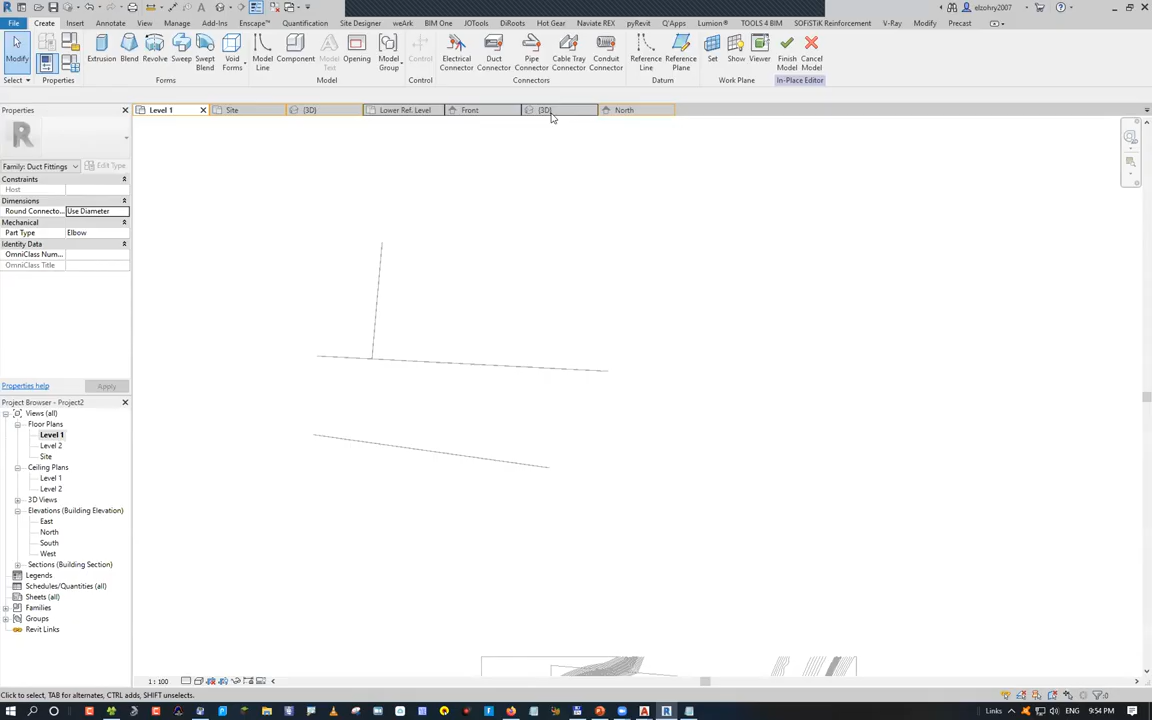 elzohry2007
File Create Insert Annotate View Manage Add-Ins Enscape™ Quantification Site Designer weArk BIM One JOTools DiRoots Hot Gear Naviate REX pyRevit Q'Apps Lumion® TOOLS 4 BIM SOFiSTiK Reinforcement V-Ray Modify Precast
Modify Extrusion Blend Revolve Sweep Swept Blend Void Forms Model Line Component Model Text Opening Model Group Control Electrical Connector Duct Connector Pipe Connector Cable Tray Connector Conduit Connector Reference Line Reference Plane Set Show Viewer Finish Model Cancel Model
Select Properties Forms Model Control Connectors Datum Work Plane In-Place Editor
Properties
Level 1 Site {3D} Lower Ref. Level Front {3D} North
R
Family: Duct Fittings Edit Type
Constraints
Host
Dimensions
Round Connecto... Use Diameter
Mechanical
Part Type Elbow
Identity Data
OmniClass Num...
OmniClass Title
Properties help Apply
Project Browser - Project2
Views (all)
Floor Plans
Level 1
Level 2
Site
Ceiling Plans
Level 1
Level 2
3D Views
Elevations (Building Elevation)
East
North
South
West
Sections (Building Section)
Legends
Schedules/Quantities (all)
Sheets (all)
Families
Groups
Revit Links
1 : 100
Click to select, TAB for alternates, CTRL adds, SHIFT unselects.
:0
Links ENG 9:54 PM